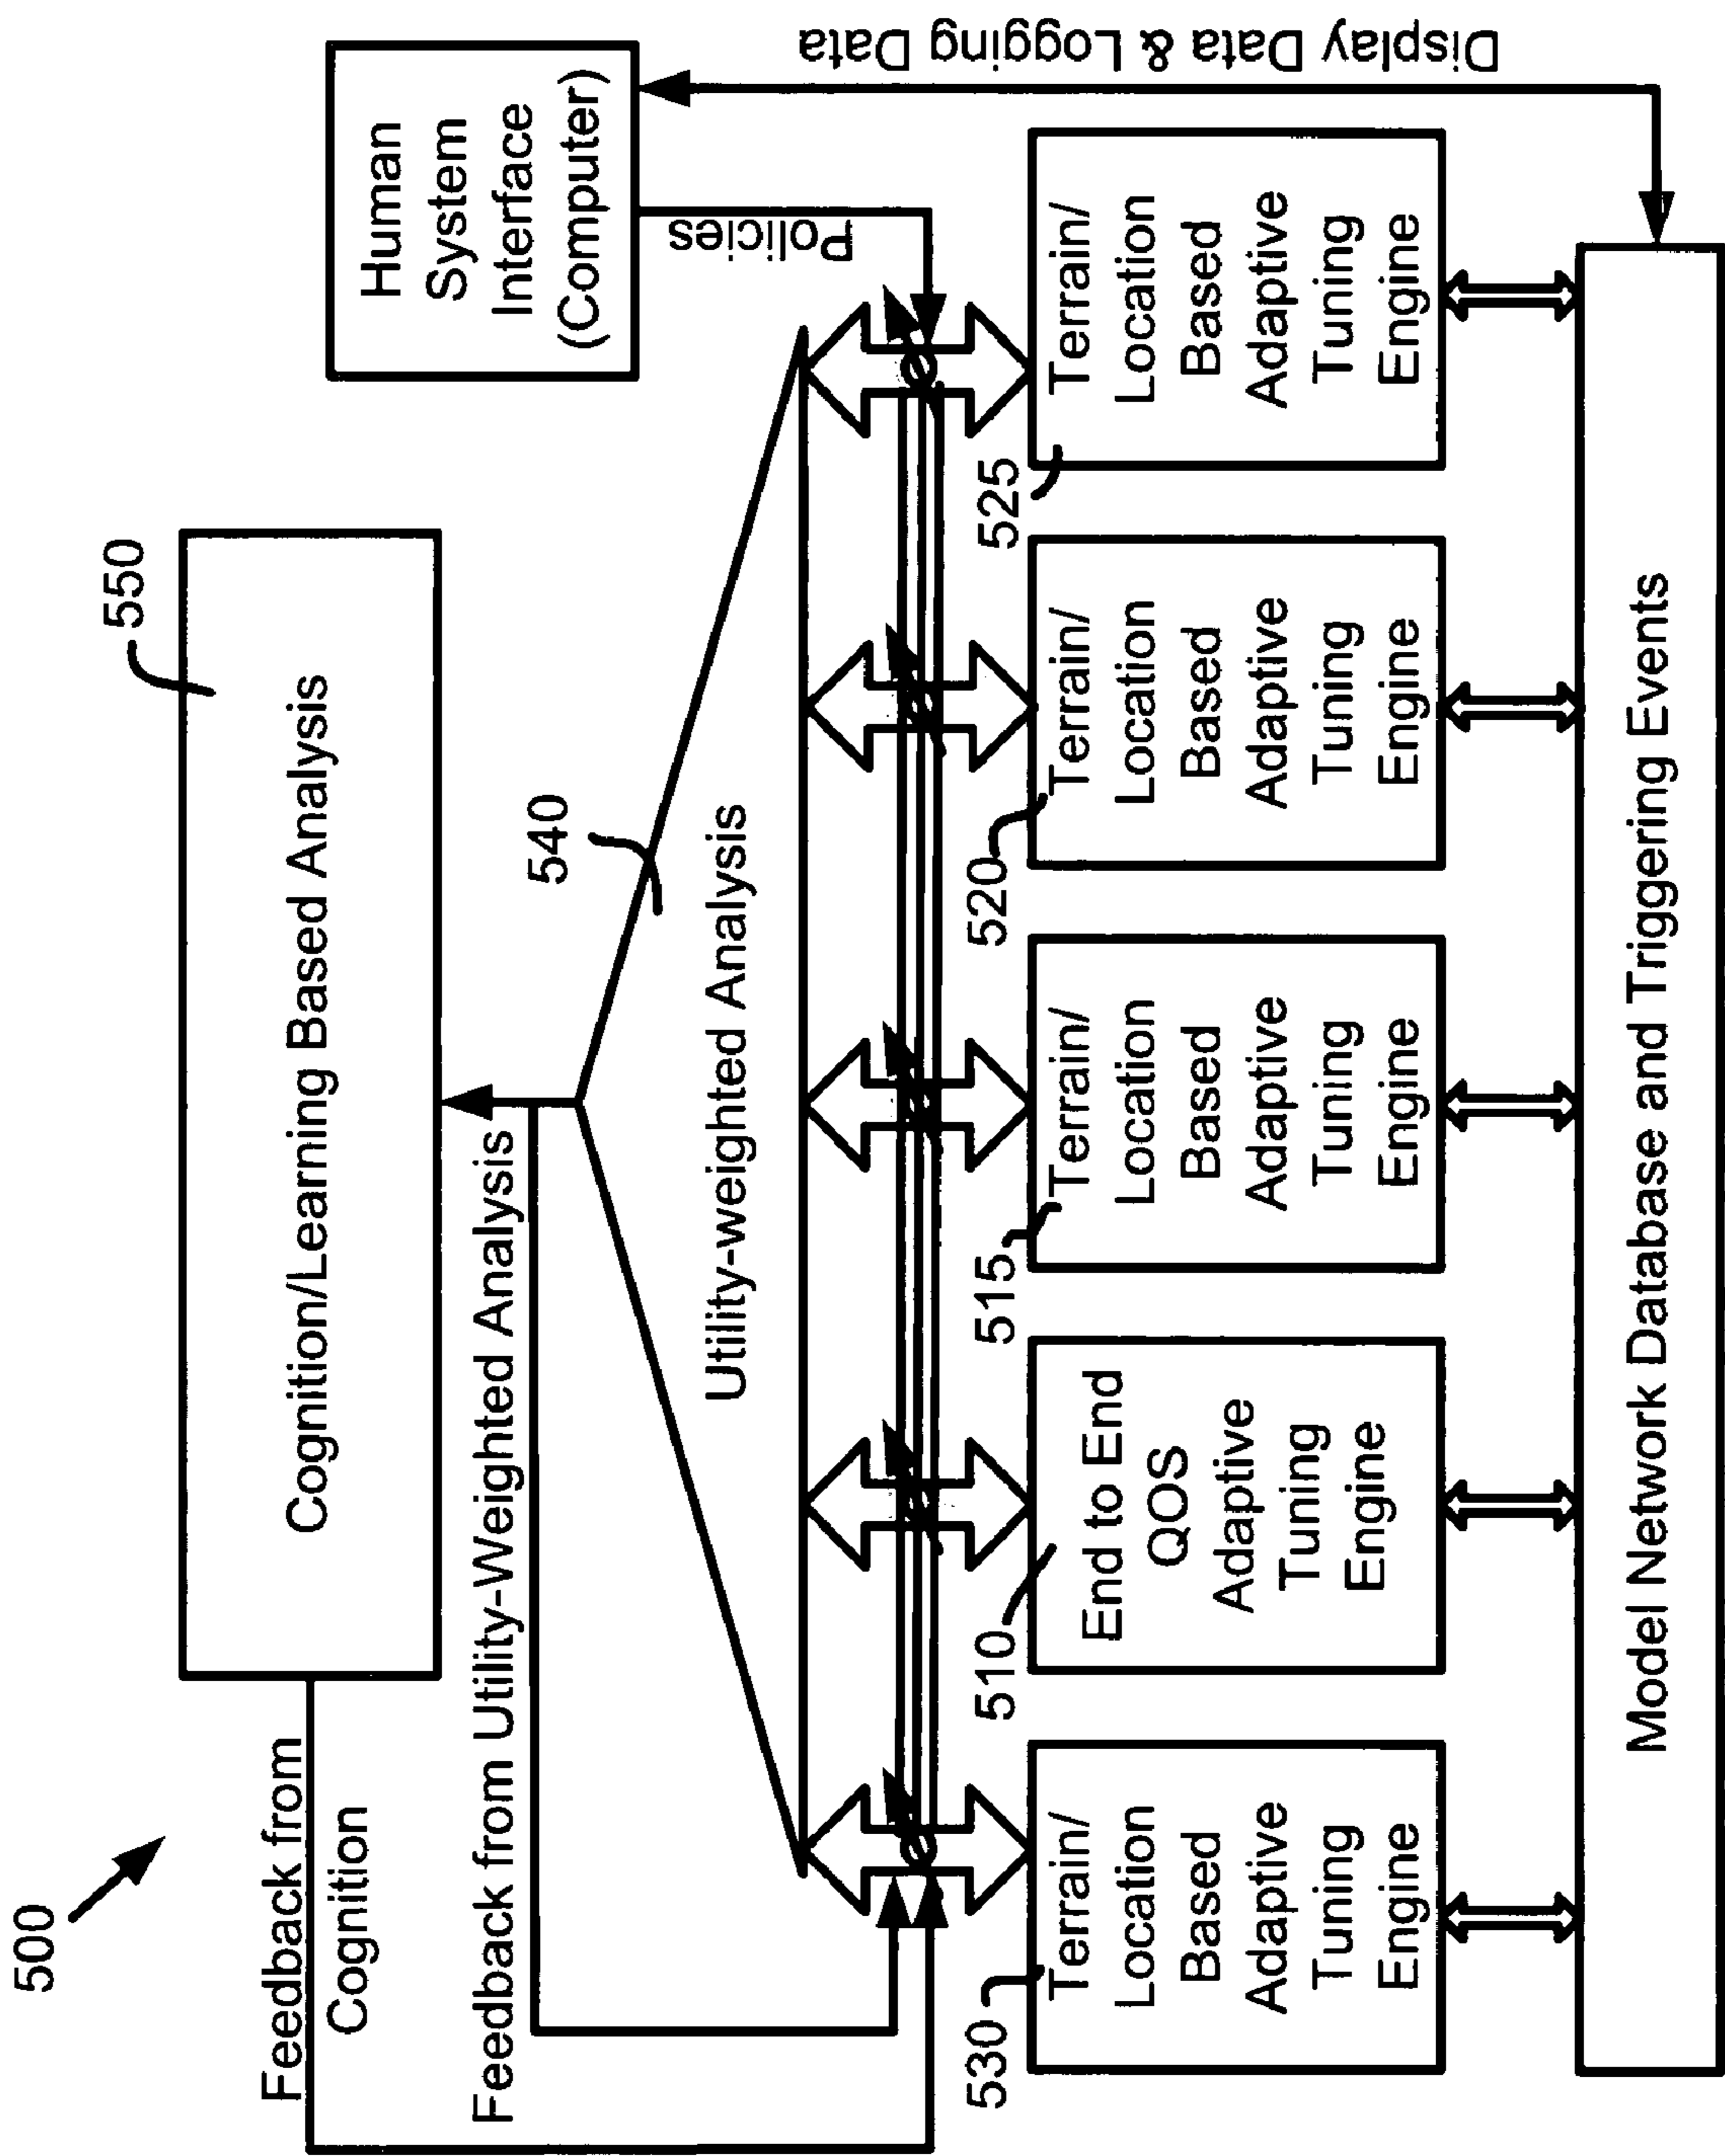 500
550
Cognition/Learning Based Analysis
Feedback from
Cognition
Feedback from Utility-Weighted Analysis
540
Utility-weighted Analysis
Human
System
Interface
(Computer)
Policies
Display Data & Logging Data
530
Terrain/
Location
Based
Adaptive
Tuning
Engine
510
End to End
QOS
Adaptive
Tuning
Engine
515
Terrain/
Location
Based
Adaptive
Tuning
Engine
520
Terrain/
Location
Based
Adaptive
Tuning
Engine
525
Terrain/
Location
Based
Adaptive
Tuning
Engine
Model Network Database and Triggering Events